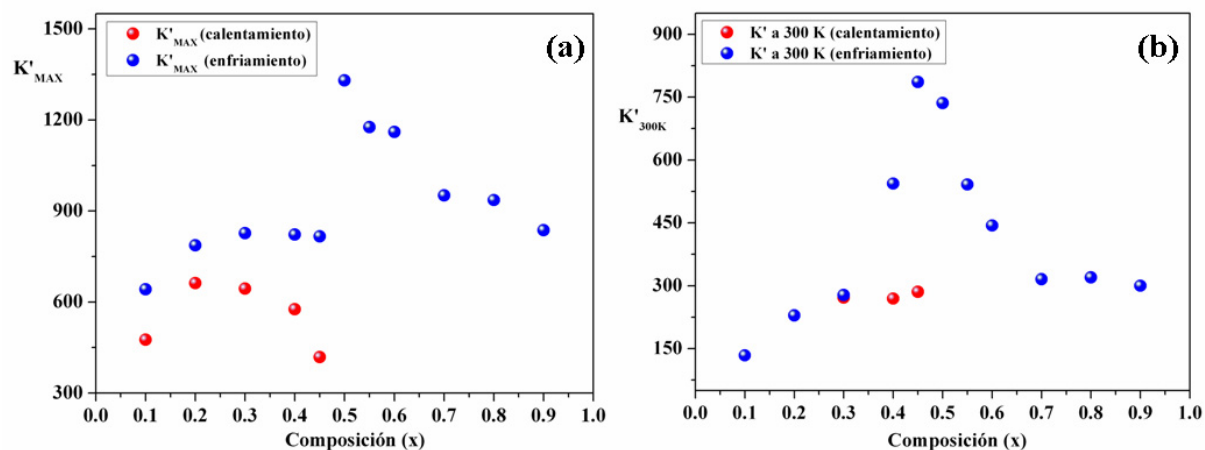 1500
1200
900
600
300
K'MAX
K'MAX (calentamiento)
K'MAX (enfriamiento)
(a)
0.0 0.1 0.2 0.3 0.4 0.5 0.6 0.7 0.8 0.9 1.0
Composición (x)
900
750
600
450
300
150
K'300K
K' a 300 K (calentamiento)
K' a 300 K (enfriamiento)
(b)
0.0 0.1 0.2 0.3 0.4 0.5 0.6 0.7 0.8 0.9 1.0
Composición (x)